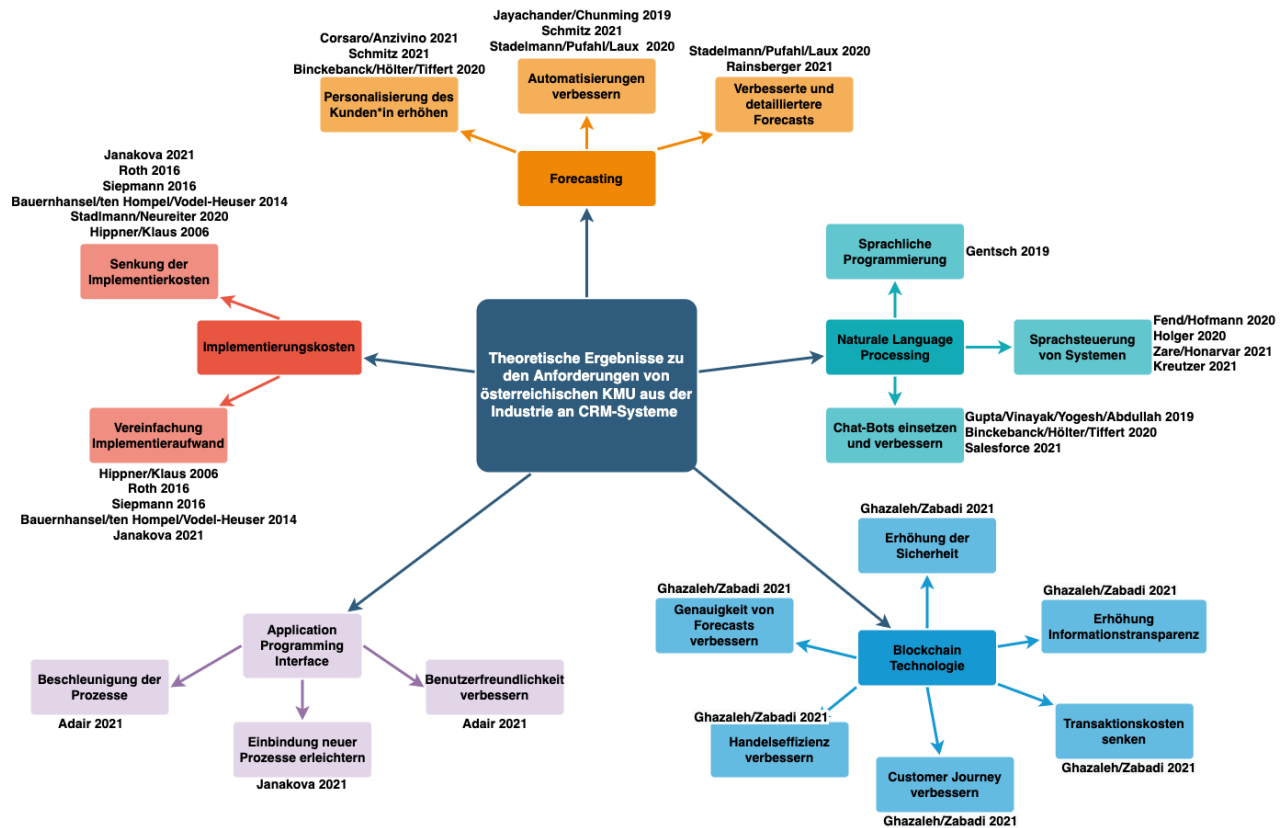 Jayachander/Chunming 2019
Schmitz 2021
Stadelmann/Pufahl/Laux 2020
Automatisierungen
verbessern
Corsaro/Anzivino 2021
Schmitz 2021
Binckebanck/Hölter/Tiffert 2020
Personalisierung des
Kunden*in erhöhen
Stadelmann/Pufahl/Laux 2020
Rainsberger 2021
Verbesserte und
detailliertere
Forecasts
Forecasting
Janakova 2021
Roth 2016
Siepmann 2016
Bauernhansel/ten Hompel/Vodel-Heuser 2014
Stadlmann/Neureiter 2020
Hippner/Klaus 2006
Senkung der
Implementierkosten
Implementierungskosten
Vereinfachung
Implementieraufwand
Hippner/Klaus 2006
Roth 2016
Siepmann 2016
Bauernhansel/ten Hompel/Vodel-Heuser 2014
Janakova 2021
Theoretische Ergebnisse zu
den Anforderungen von
österreichischen KMU aus der
Industrie an CRM-Systeme
Sprachliche
Programmierung
Gentsch 2019
Naturale Language
Processing
Sprachsteuerung
von Systemen
Fend/Hofmann 2020
Holger 2020
Zare/Honarvar 2021
Kreutzer 2021
Chat-Bots einsetzen
und verbessern
Gupta/Vinayak/Yogesh/Abdullah 2019
Binckebanck/Hölter/Tiffert 2020
Salesforce 2021
Application
Programming
Interface
Beschleunigung der
Prozesse
Adair 2021
Einbindung neuer
Prozesse erleichtern
Janakova 2021
Benutzerfreundlichkeit
verbessern
Adair 2021
Ghazaleh/Zabadi 2021
Erhöhung der
Sicherheit
Ghazaleh/Zabadi 2021
Genauigkeit von
Forecasts
verbessern
Ghazaleh/Zabadi 2021
Erhöhung
Informationstransparenz
Blockchain
Technologie
Ghazaleh/Zabadi 2021
Handelseffizienz
verbessern
Transaktionskosten
senken
Ghazaleh/Zabadi 2021
Customer Journey
verbessern
Ghazaleh/Zabadi 2021